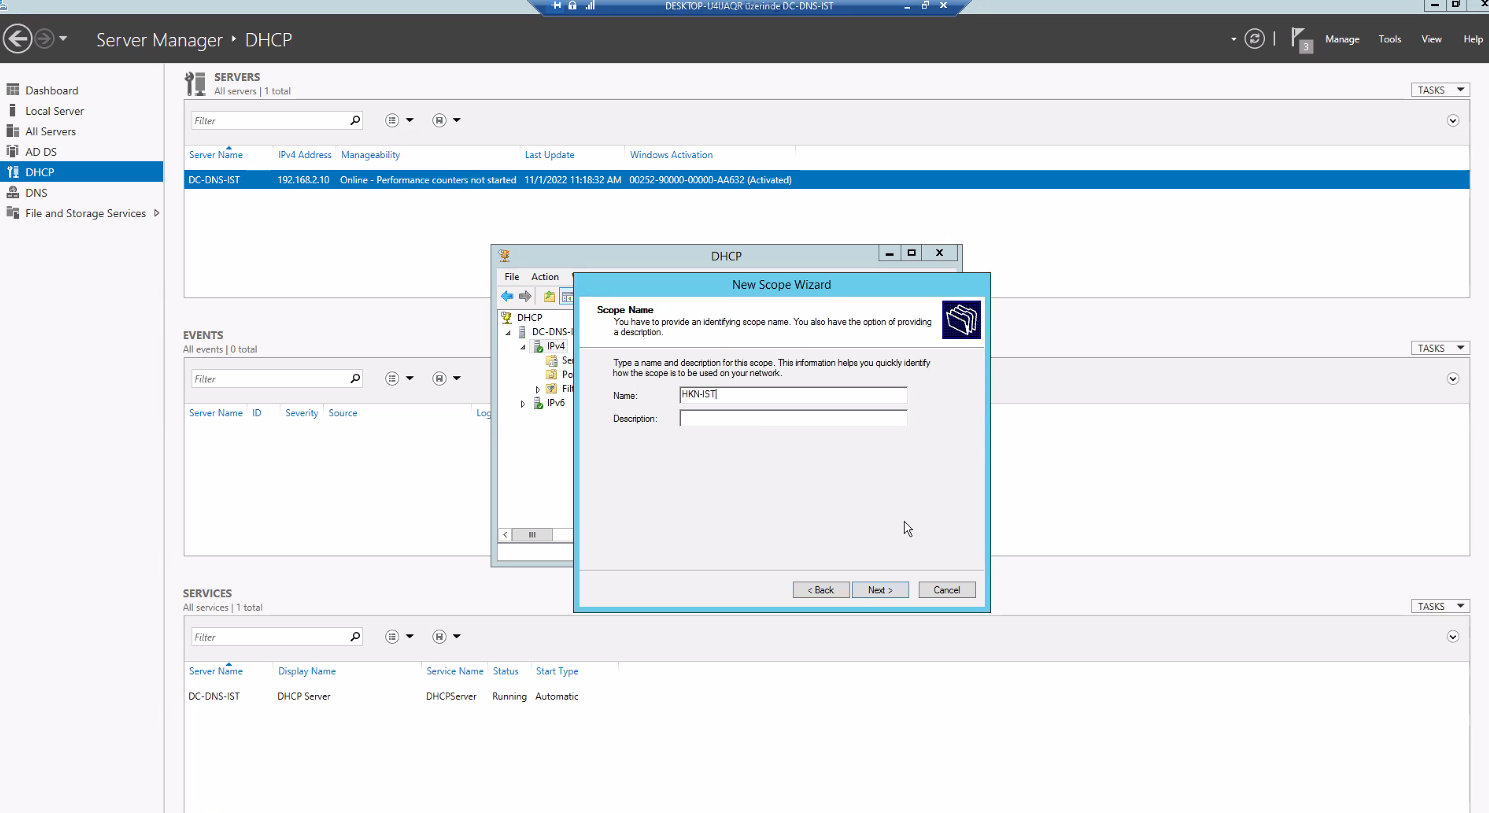 DESKTOP-U4UAQR üzerinde DC-DNS-IST
Server Manager ‣ DHCP
3
Manage Tools View Help
Dashboard
Local Server
All Servers
AD DS
DHCP
DNS
File and Storage Services
SERVERS
All servers | 1 total
TASKS
Filter
Server Name IPv4 Address Manageability Last Update Windows Activation
DC-DNS-IST 192.168.2.10 Online - Performance counters not started 11/1/2022 11:18:32 AM 00252-90000-00000-AA632 (Activated)
EVENTS
All events | 0 total
TASKS
Filter
Server Name ID Severity Source Log
DHCP
File Action
DHCP
DC-DNS-I
IPv4
Se
Po
Filt
IPv6
New Scope Wizard
Scope Name
You have to provide an identifying scope name. You also have the option of providing
a description.
Type a name and description for this scope. This information helps you quickly identify
how the scope is to be used on your network.
Name: HKN-IST
Description:
< Back Next > Cancel
SERVICES
All services | 1 total
TASKS
Filter
Server Name Display Name Service Name Status Start Type
DC-DNS-IST DHCP Server DHCPServer Running Automatic